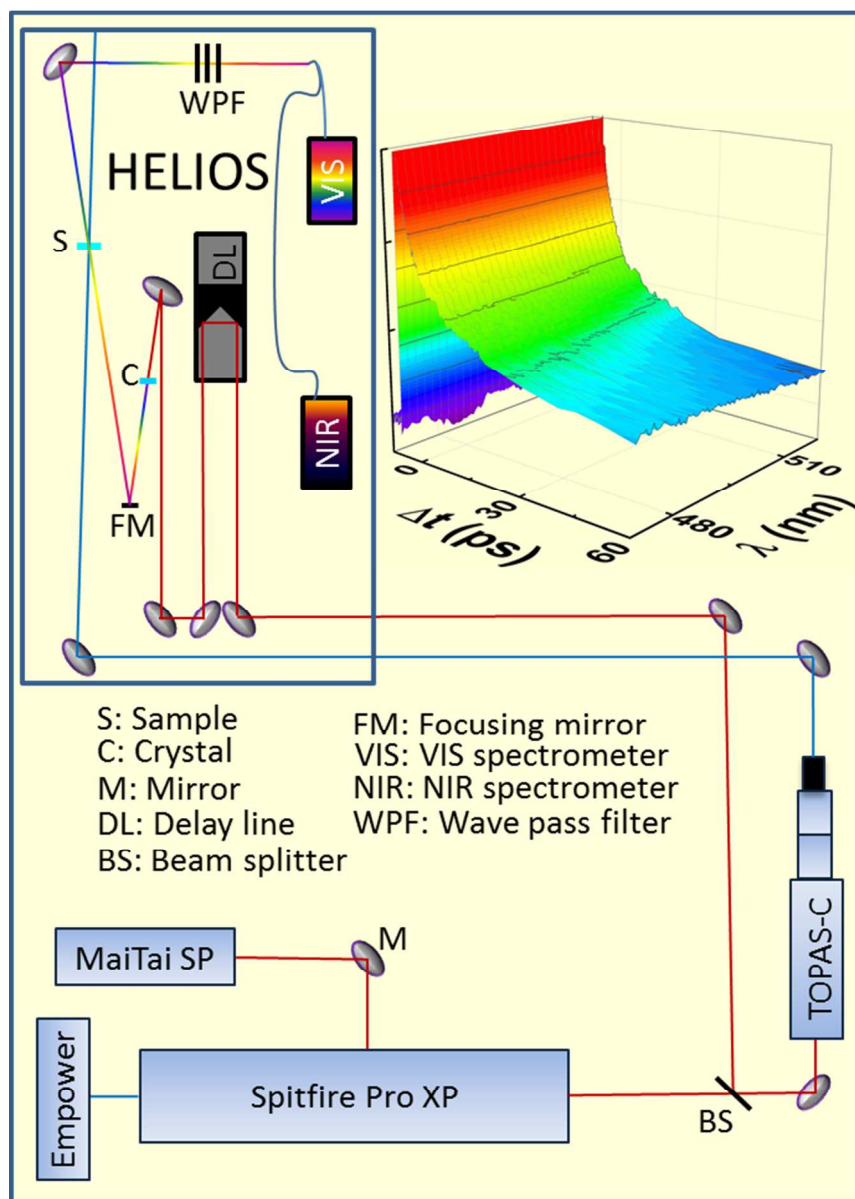 WPF
HELIOS
VIS
S
DL
C
NIR
FM
0
30
60
Δt (ps)
480
510
λ (nm)
S: Sample
C: Crystal
M: Mirror
DL: Delay line
BS: Beam splitter
FM: Focusing mirror
VIS: VIS spectrometer
NIR: NIR spectrometer
WPF: Wave pass filter
MaiTai SP
M
TOPAS-C
Empower
Spitfire Pro XP
BS